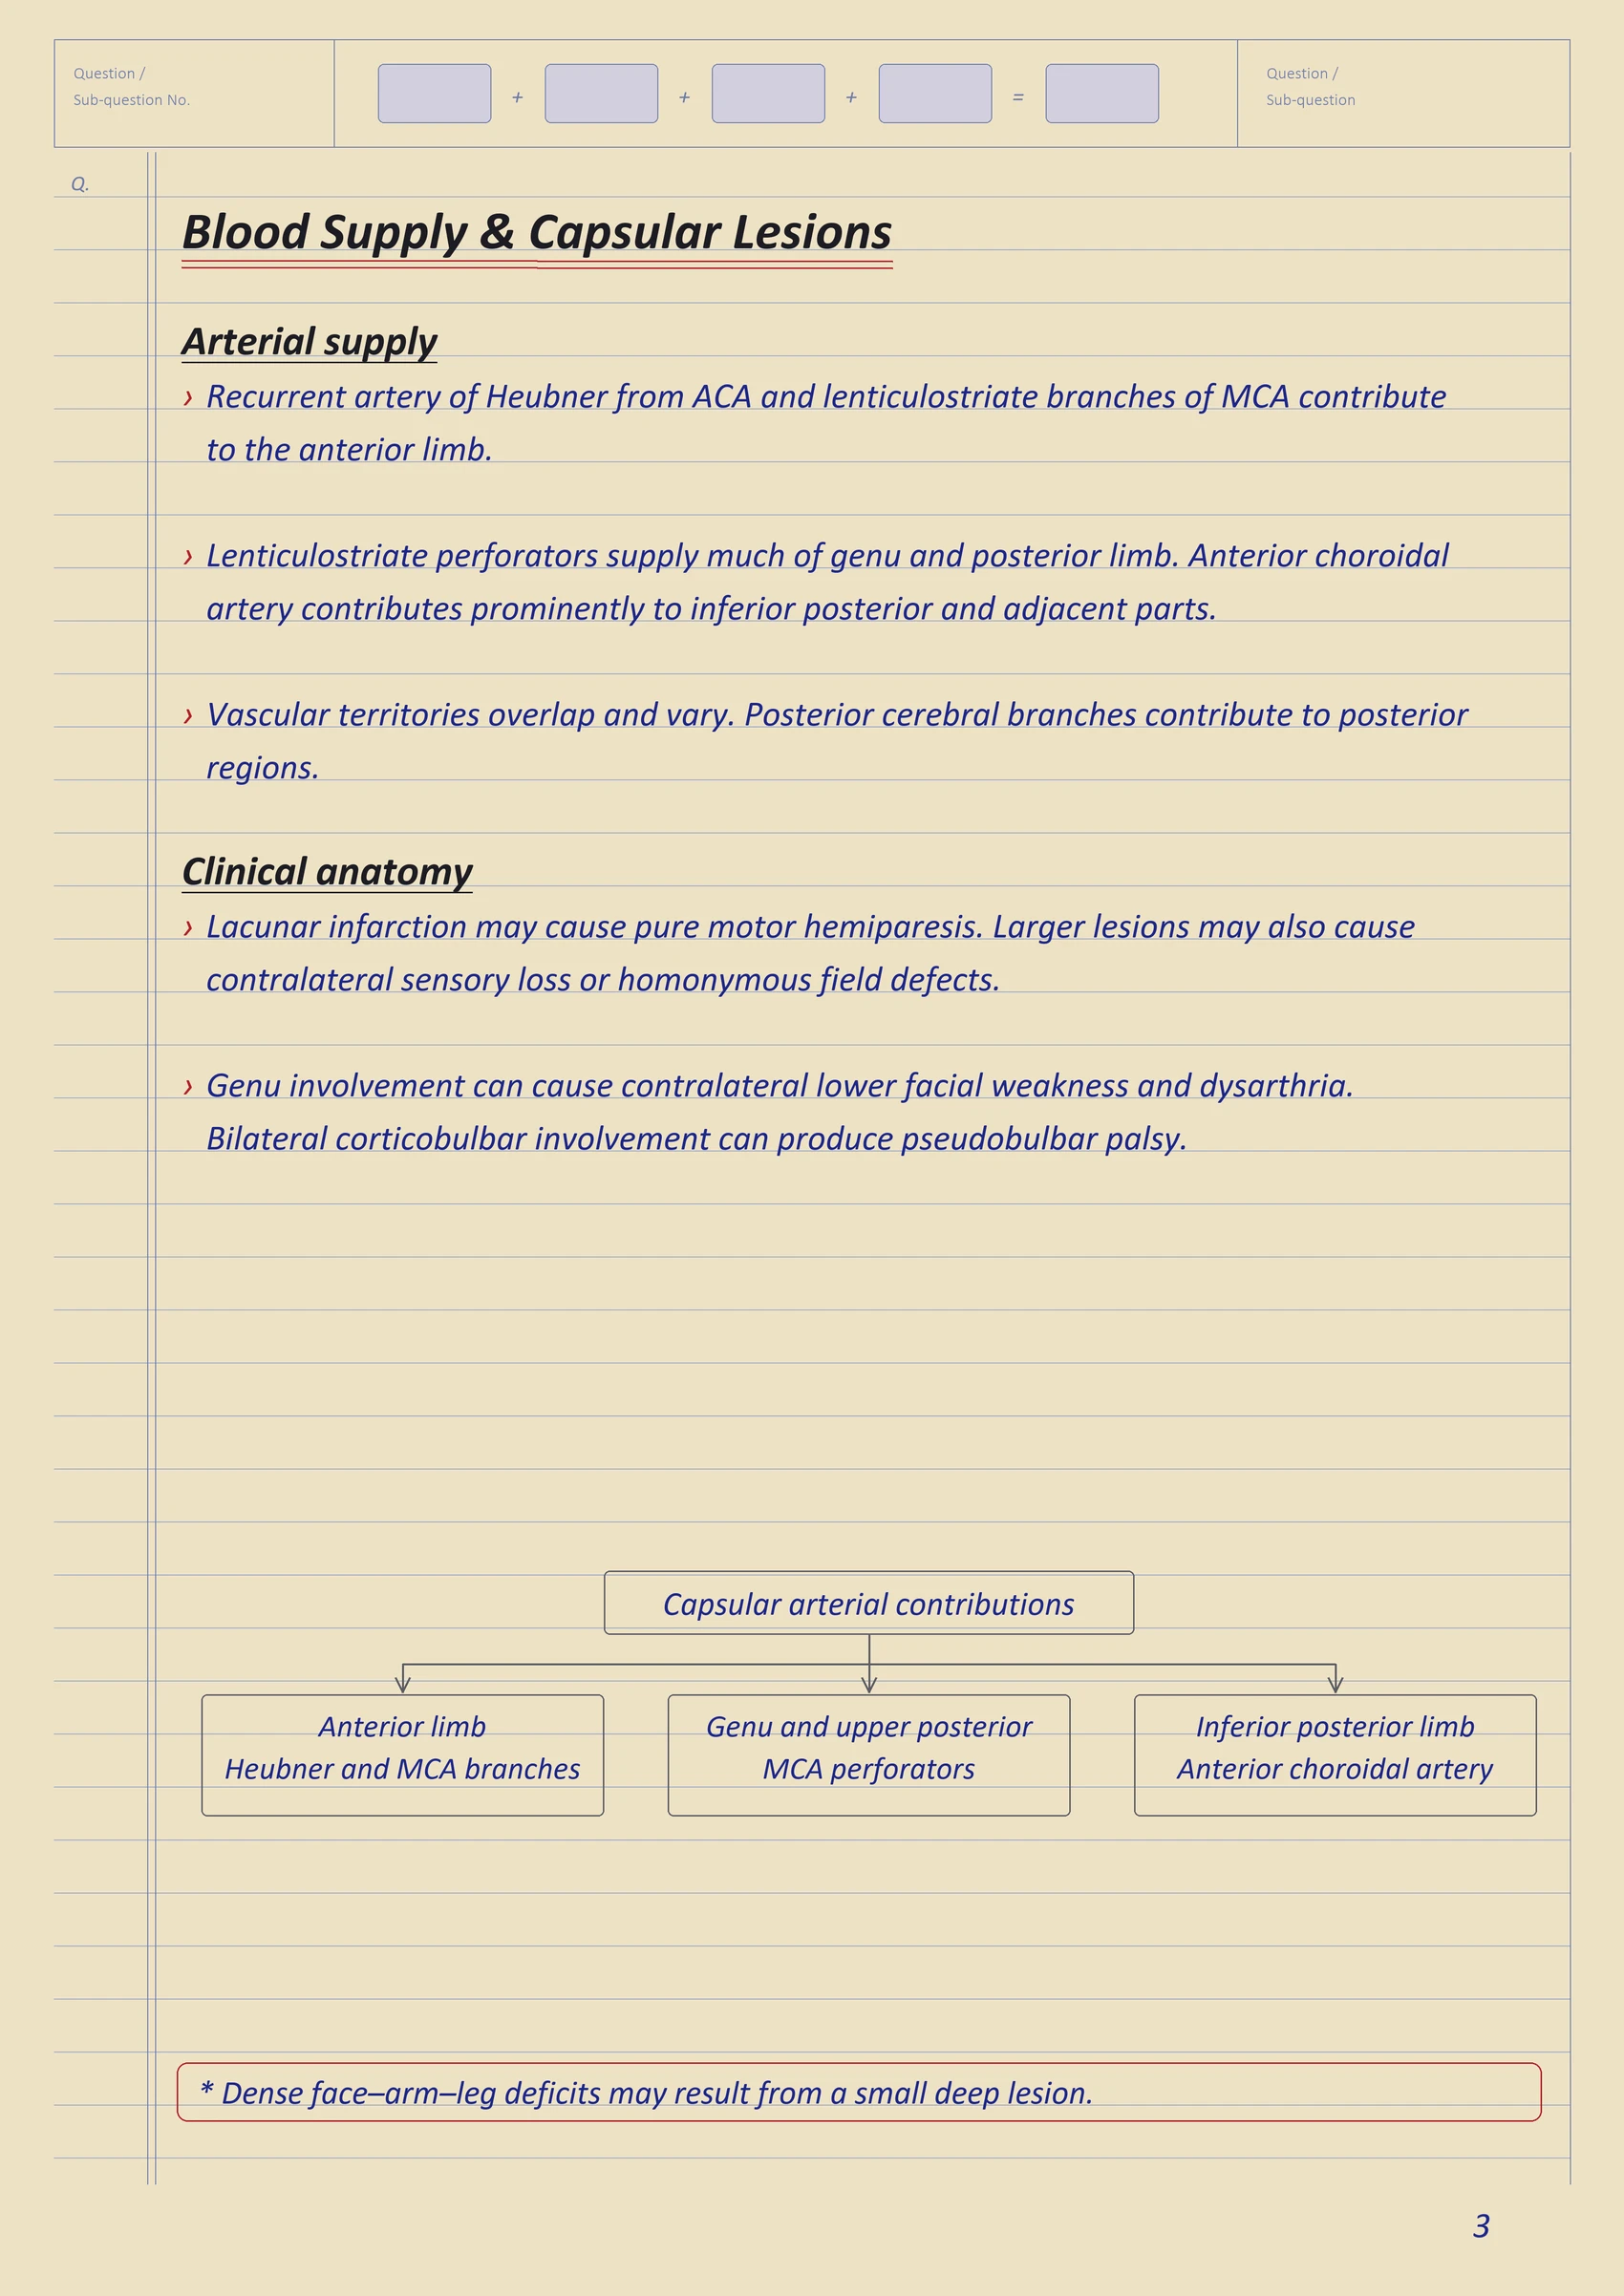 Question /
Sub-question No.
+ + + =
Question /
Sub-question
Q.
Blood Supply & Capsular Lesions
Arterial supply
› Recurrent artery of Heubner from ACA and lenticulostriate branches of MCA contribute
to the anterior limb.
› Lenticulostriate perforators supply much of genu and posterior limb. Anterior choroidal
artery contributes prominently to inferior posterior and adjacent parts.
› Vascular territories overlap and vary. Posterior cerebral branches contribute to posterior
regions.
Clinical anatomy
› Lacunar infarction may cause pure motor hemiparesis. Larger lesions may also cause
contralateral sensory loss or homonymous field defects.
› Genu involvement can cause contralateral lower facial weakness and dysarthria.
Bilateral corticobulbar involvement can produce pseudobulbar palsy.
Capsular arterial contributions
Anterior limb
Heubner and MCA branches
Genu and upper posterior
MCA perforators
Inferior posterior limb
Anterior choroidal artery
* Dense face–arm–leg deficits may result from a small deep lesion.
3